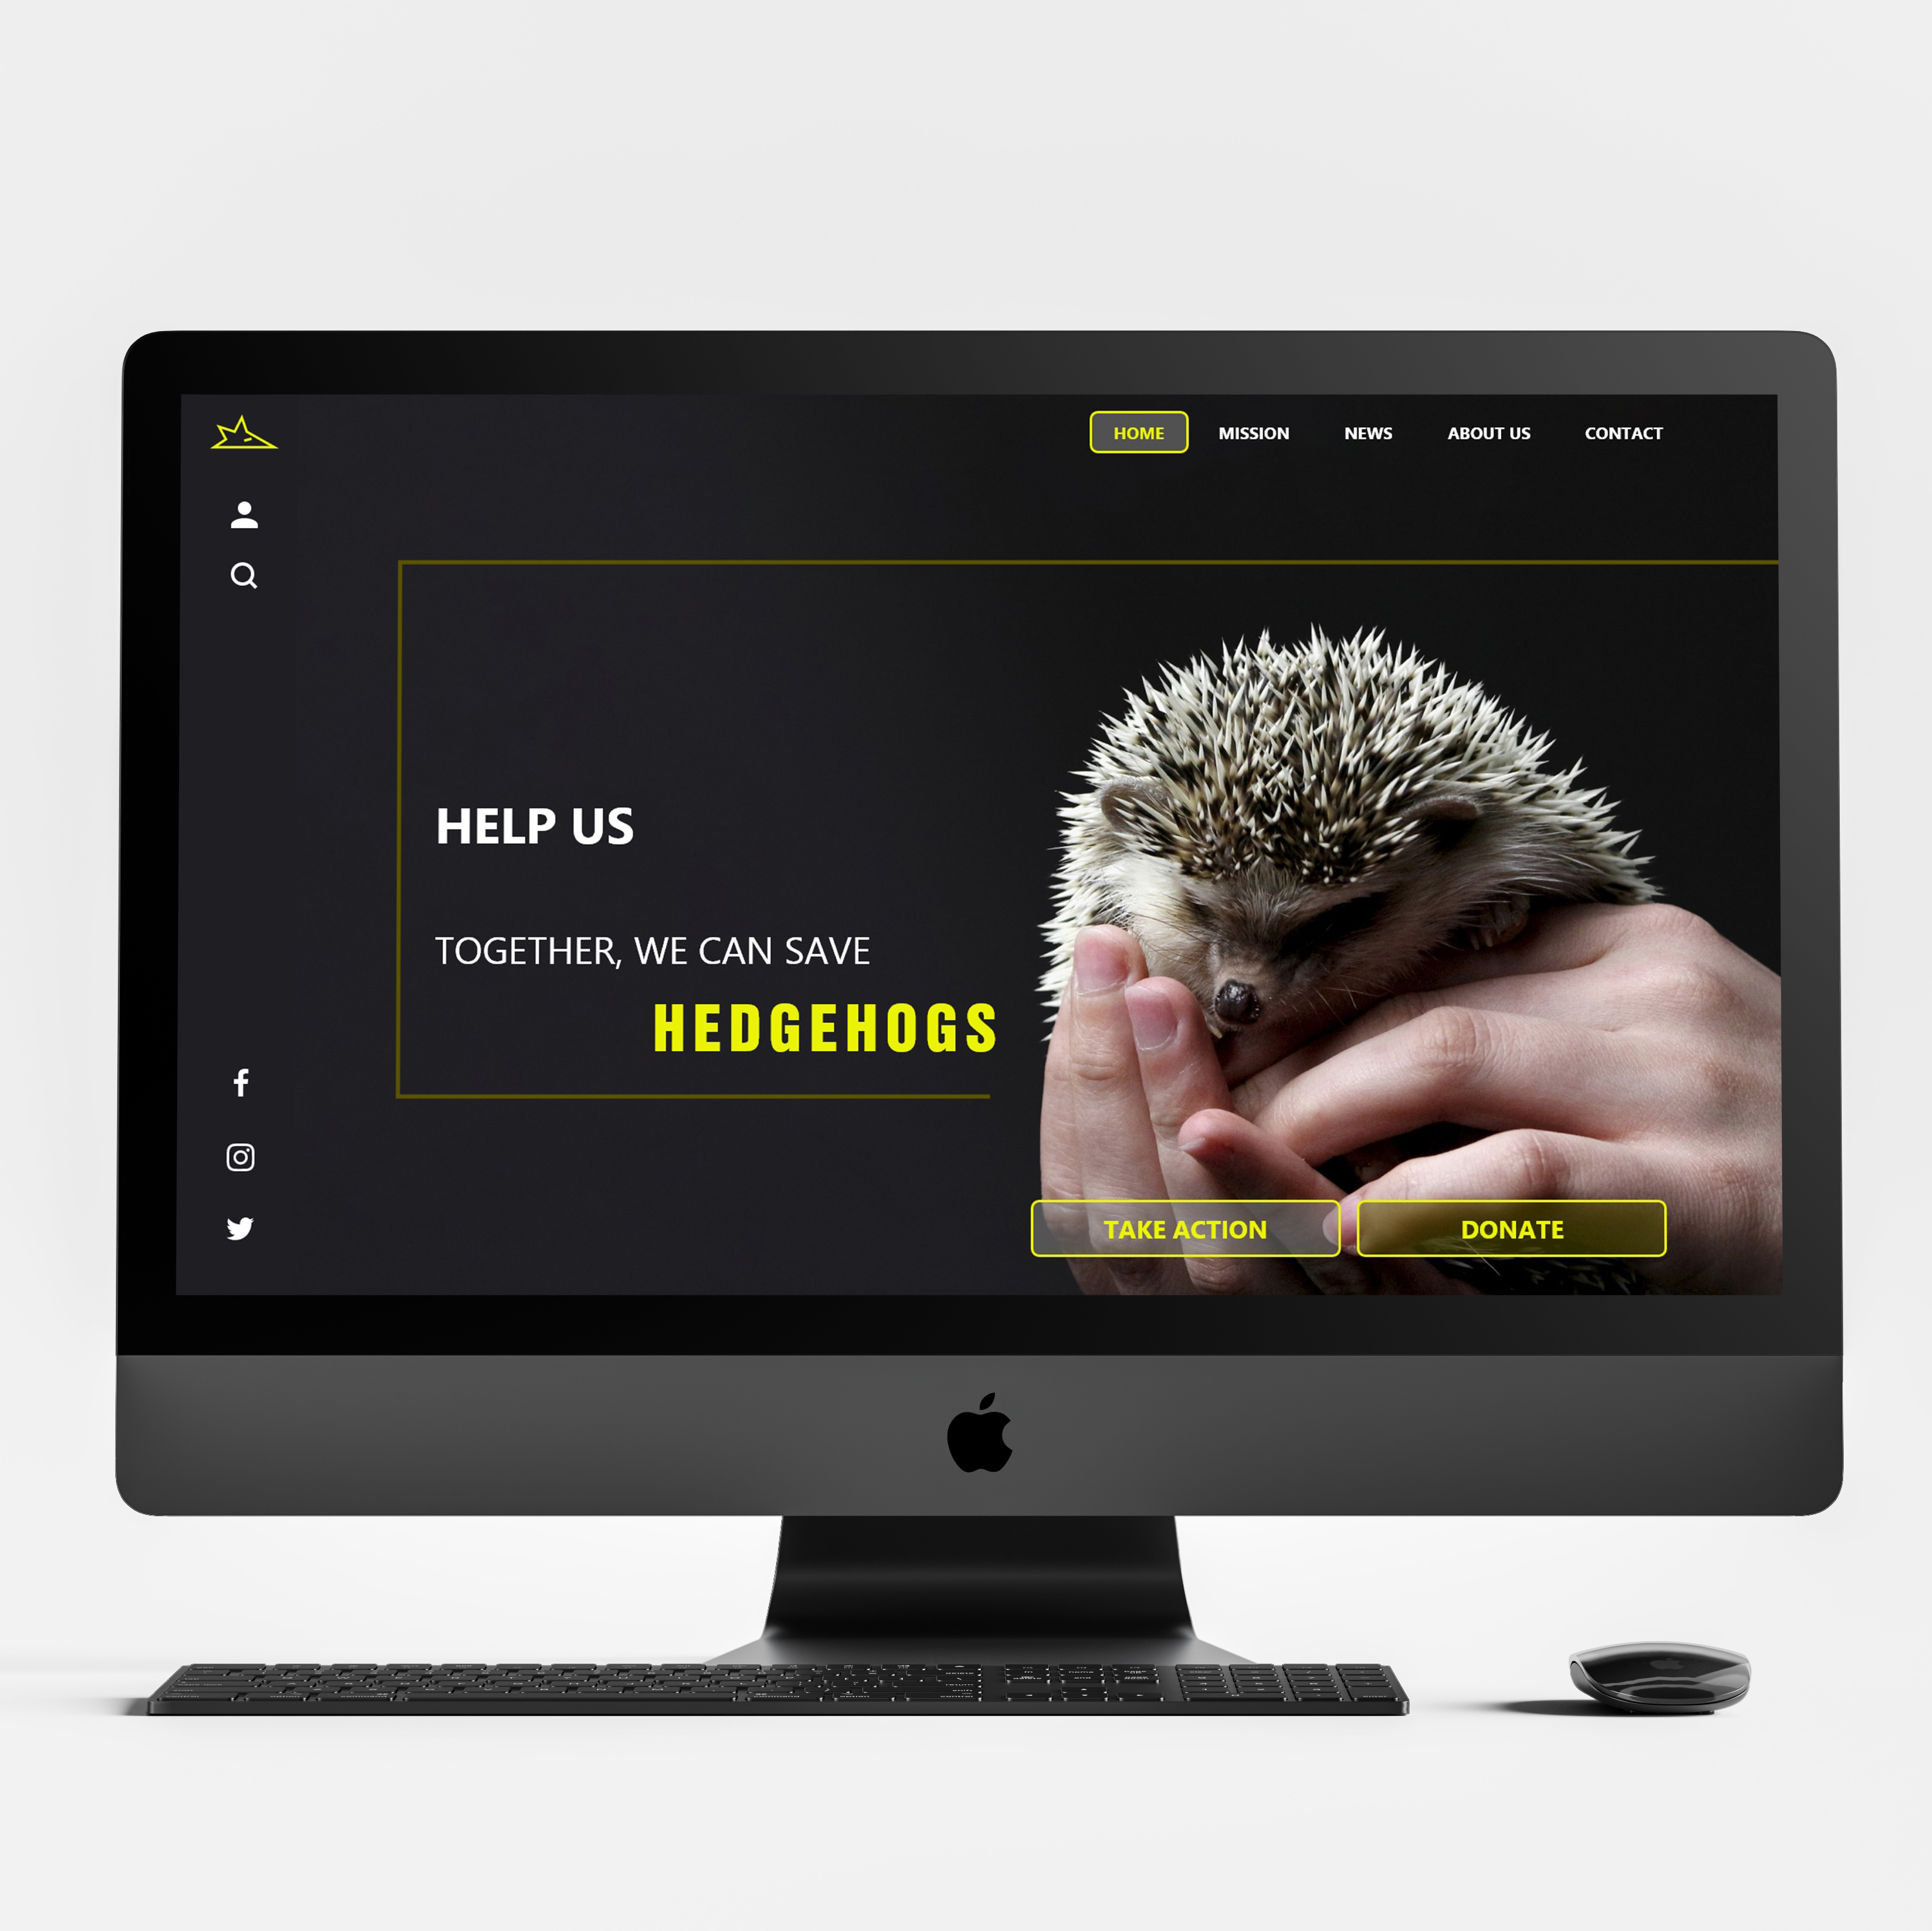 HOME MISSION NEWS ABOUT US CONTACT
HELP US
TOGETHER, WE CAN SAVE
HEDGEHOGS
TAKE ACTION DONATE